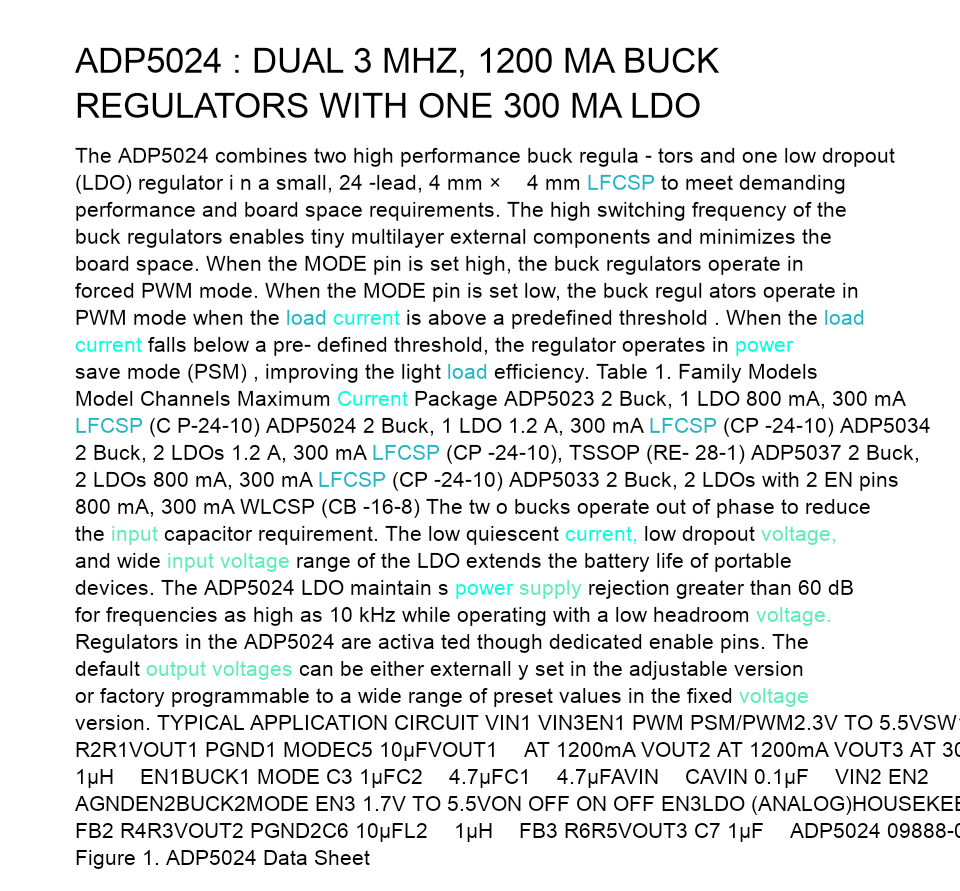 ADP5024 : DUAL 3 MHZ, 1200 MA BUCK
REGULATORS WITH ONE 300 MA LDO
The ADP5024 combines two high performance buck regula - tors and one low dropout
(LDO) regulator i n a small, 24 -lead, 4 mm × 4 mm LFCSP to meet demanding
performance and board space requirements. The high switching frequency of the
buck regulators enables tiny multilayer external components and minimizes the
board space. When the MODE pin is set high, the buck regulators operate in
forced PWM mode. When the MODE pin is set low, the buck regul ators operate in
PWM mode when the load current is above a predefined threshold . When the load
current falls below a pre- defined threshold, the regulator operates in power
save mode (PSM) , improving the light load efficiency. Table 1. Family Models
Model Channels Maximum Current Package ADP5023 2 Buck, 1 LDO 800 mA, 300 mA
LFCSP (C P-24-10) ADP5024 2 Buck, 1 LDO 1.2 A, 300 mA LFCSP (CP -24-10) ADP5034
2 Buck, 2 LDOs 1.2 A, 300 mA LFCSP (CP -24-10), TSSOP (RE- 28-1) ADP5037 2 Buck,
2 LDOs 800 mA, 300 mA LFCSP (CP -24-10) ADP5033 2 Buck, 2 LDOs with 2 EN pins
800 mA, 300 mA WLCSP (CB -16-8) The tw o bucks operate out of phase to reduce
the input capacitor requirement. The low quiescent current, low dropout voltage,
and wide input voltage range of the LDO extends the battery life of portable
devices. The ADP5024 LDO maintain s power supply rejection greater than 60 dB
for frequencies as high as 10 kHz while operating with a low headroom voltage.
Regulators in the ADP5024 are activa ted though dedicated enable pins. The
default output voltages can be either externall y set in the adjustable version
or factory programmable to a wide range of preset values in the fixed voltage
version. TYPICAL APPLICATION CIRCUIT VIN1 VIN3EN1 PWM PSM/PWM2.3V TO 5.5VSW1
R2R1VOUT1 PGND1 MODEC5 10µFVOUT1 AT 1200mA VOUT2 AT 1200mA VOUT3 AT 30
1µH EN1BUCK1 MODE C3 1µFC2 4.7µFC1 4.7µFAVIN CAVIN 0.1µF VIN2 EN2
AGNDEN2BUCK2MODE EN3 1.7V TO 5.5VON OFF ON OFF EN3LDO (ANALOG)HOUSEKEE
FB2 R4R3VOUT2 PGND2C6 10µFL2 1µH FB3 R6R5VOUT3 C7 1µF ADP5024 09888-0
Figure 1. ADP5024 Data Sheet